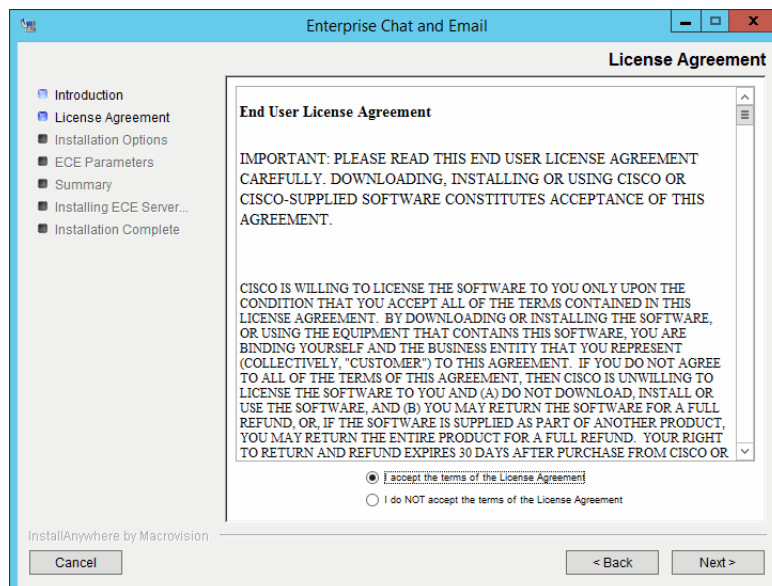 Enterprise Chat and Email
License Agreement
Introduction
License Agreement
Installation Options
ECE Parameters
Summary
Installing ECE Server...
Installation Complete
End User License Agreement
IMPORTANT: PLEASE READ THIS END USER LICENSE AGREEMENT
CAREFULLY. DOWNLOADING, INSTALLING OR USING CISCO OR
CISCO-SUPPLIED SOFTWARE CONSTITUTES ACCEPTANCE OF THIS
AGREEMENT.
CISCO IS WILLING TO LICENSE THE SOFTWARE TO YOU ONLY UPON THE
CONDITION THAT YOU ACCEPT ALL OF THE TERMS CONTAINED IN THIS
LICENSE AGREEMENT. BY DOWNLOADING OR INSTALLING THE SOFTWARE,
OR USING THE EQUIPMENT THAT CONTAINS THIS SOFTWARE, YOU ARE
BINDING YOURSELF AND THE BUSINESS ENTITY THAT YOU REPRESENT
(COLLECTIVELY, "CUSTOMER") TO THIS AGREEMENT. IF YOU DO NOT AGREE
TO ALL OF THE TERMS OF THIS AGREEMENT, THEN CISCO IS UNWILLING TO
LICENSE THE SOFTWARE TO YOU AND (A) DO NOT DOWNLOAD, INSTALL OR
USE THE SOFTWARE, AND (B) YOU MAY RETURN THE SOFTWARE FOR A FULL
REFUND, OR, IF THE SOFTWARE IS SUPPLIED AS PART OF ANOTHER PRODUCT,
YOU MAY RETURN THE ENTIRE PRODUCT FOR A FULL REFUND. YOUR RIGHT
TO RETURN AND REFUND EXPIRES 30 DAYS AFTER PURCHASE FROM CISCO OR
I accept the terms of the License Agreement
I do NOT accept the terms of the License Agreement
InstallAnywhere by Macrovision
Cancel
< Back
Next >